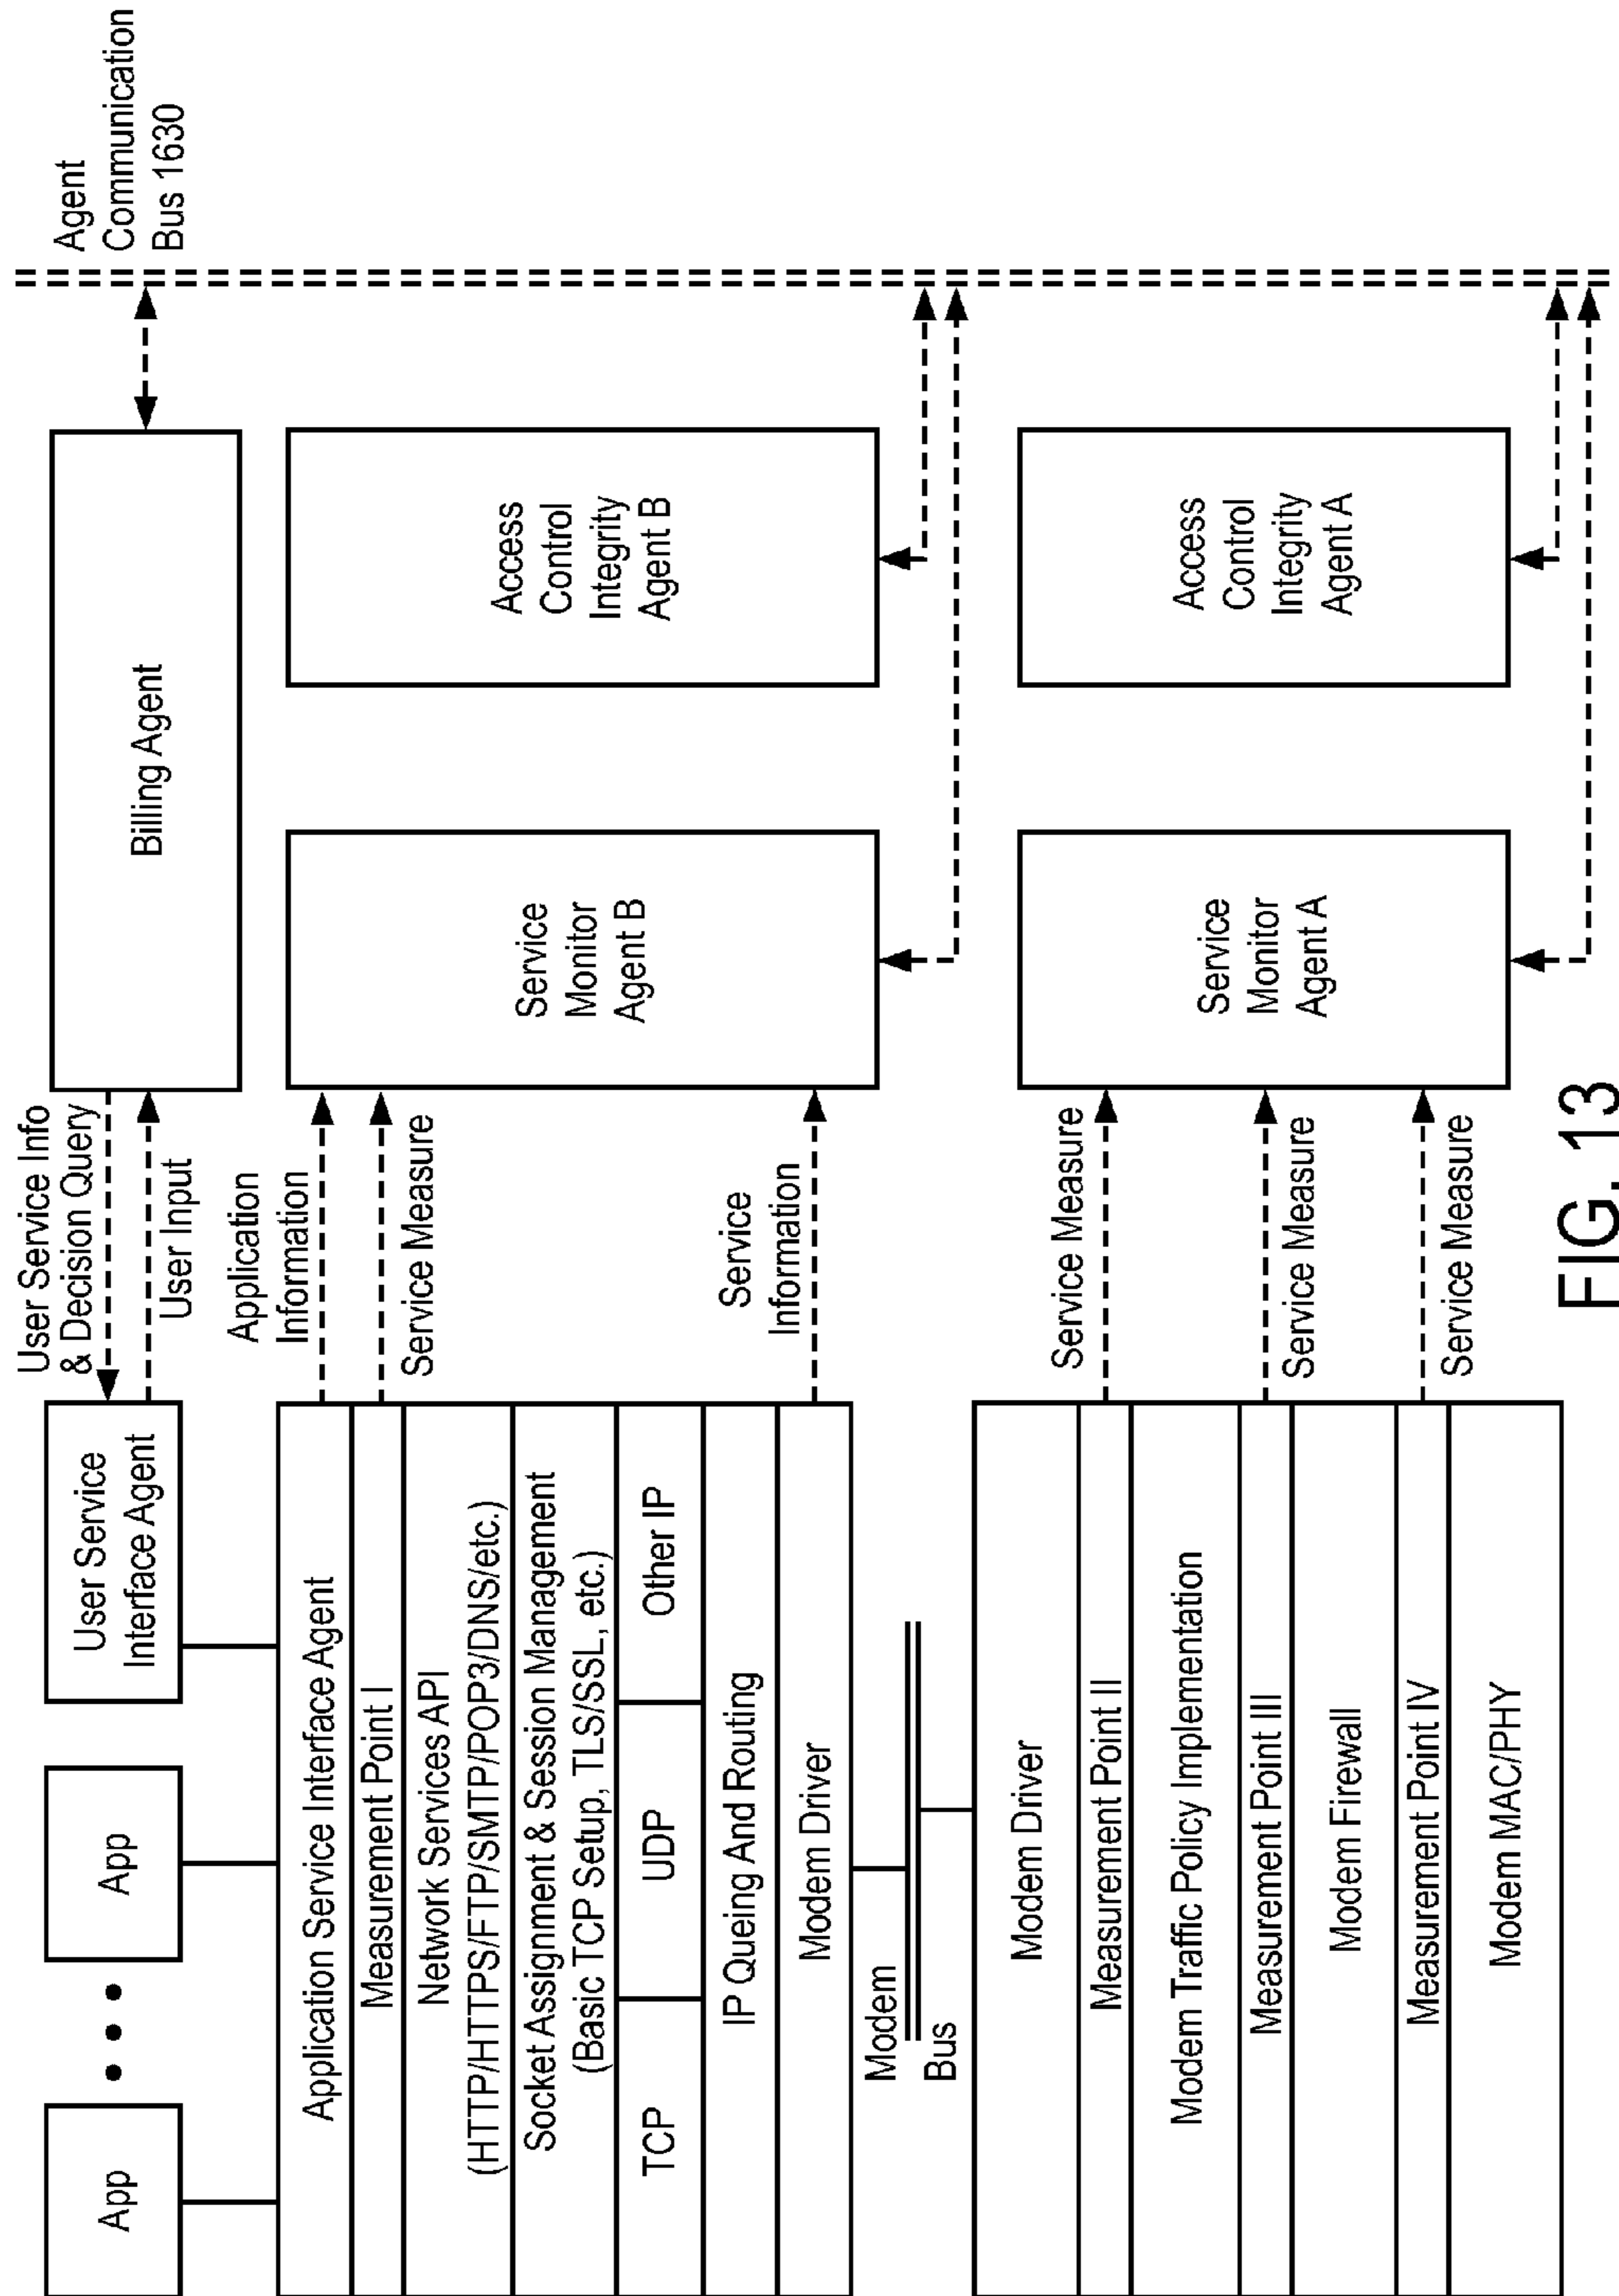 App
App
User Service
Interface Agent
User Service Info
& Decision Query
User Input
Billing Agent
Agent
Communication
Bus 1630
Application Service Interface Agent
Measurement Point I
Network Services API
(HTTP/HTTPS/FTP/SMTP/POP3/DNS/etc.)
Socket Assignment & Session Management
(Basic TCP Setup, TLS/SSL, etc.)
TCP
UDP
Other IP
IP Queing And Routing
Modem Driver
Application
Information
Service Measure
Service
Information
Service
Monitor
Agent B
Access
Control
Integrity
Agent B
Modem
Bus
Modem Driver
Measurement Point II
Modem Traffic Policy Implementation
Measurement Point III
Modem Firewall
Measurement Point IV
Modem MAC/PHY
Service Measure
Service Measure
Service Measure
Service
Monitor
Agent A
Access
Control
Integrity
Agent A
FIG. 13